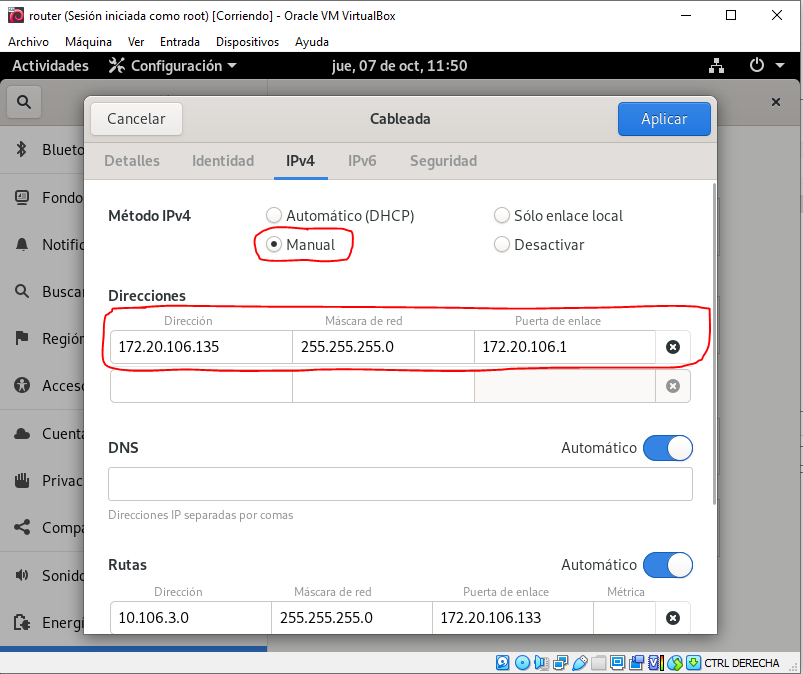 router (Sesión iniciada como root) [Corriendo] - Oracle VM VirtualBox
Archivo Máquina Ver Entrada Dispositivos Ayuda
Actividades Configuración jue, 07 de oct, 11:50
Cancelar Cableada Aplicar
Detalles Identidad IPv4 IPv6 Seguridad
Blueto
Fondo
Notific
Buscar
Región
Acceso
Cuenta
Privac
Compa
Sonido
Energí
Método IPv4 Automático (DHCP) Sólo enlace local
Manual Desactivar
Direcciones
Dirección Máscara de red Puerta de enlace
172.20.106.135 255.255.255.0 172.20.106.1
DNS Automático
Direcciones IP separadas por comas
Rutas Automático
Dirección Máscara de red Puerta de enlace Métrica
10.106.3.0 255.255.255.0 172.20.106.133
CTRL DERECHA